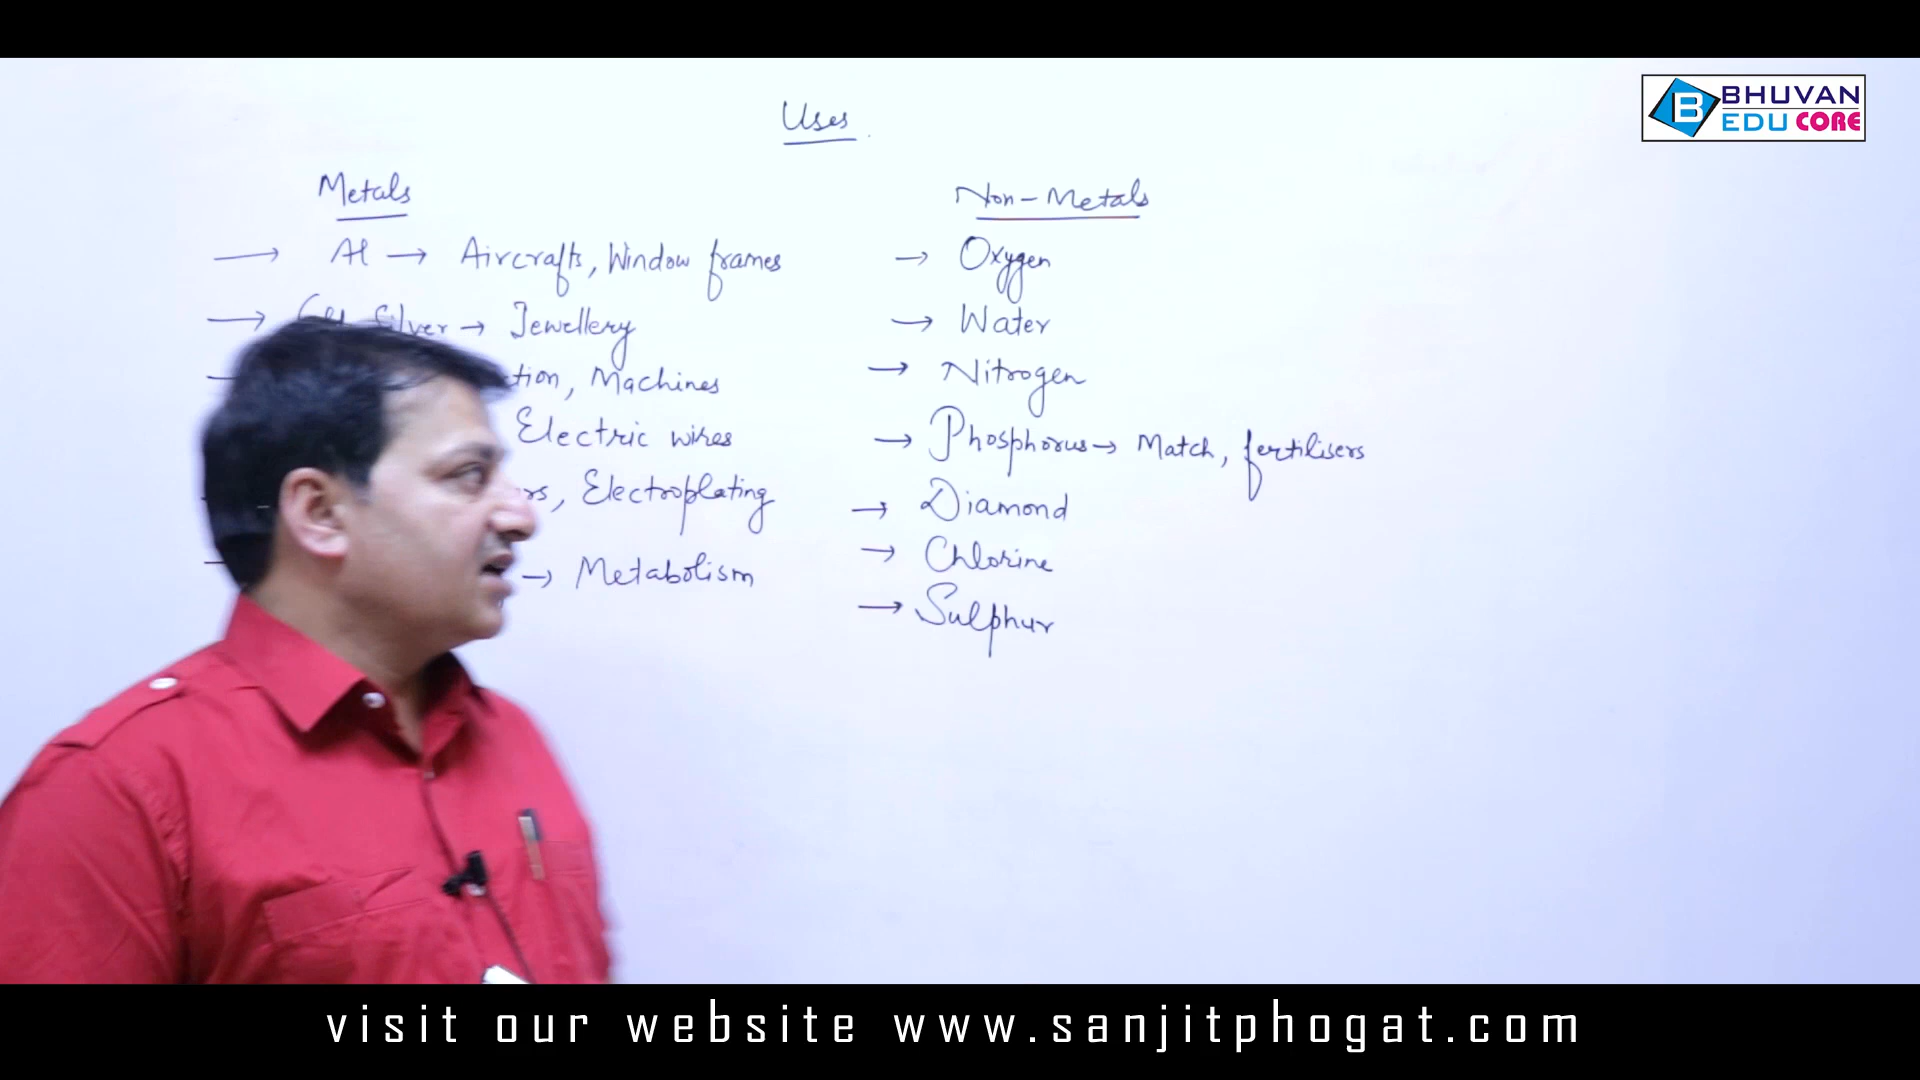 BHUVAN
EDU CORE
Uses
Metals
→ Al → Aircrafts, Window frames
→ Silver → Jewellery
tion, Machines
Electric wires
rs, Electroplating
→ Metabolism
Non-Metals
→ Oxygen
→ Water
→ Nitrogen
→ Phosphorus → Match, fertilisers
→ Diamond
→ Chlorine
→ Sulphur
visit our website www.sanjitphogat.com